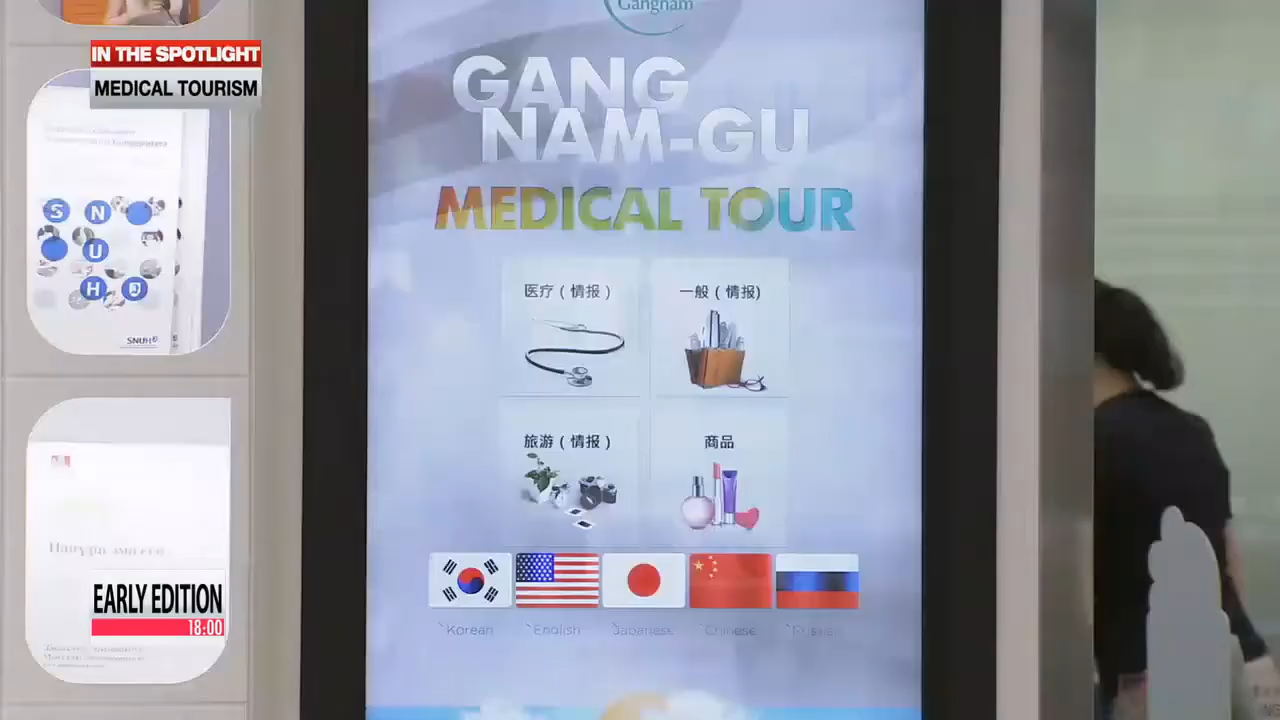 Gangnam
IN THE SPOTLIGHT
MEDICAL TOURISM
GANG
NAM-GU
MEDICAL TOUR
医疗 ( 情报 )
一般 ( 情报)
旅游 ( 情报 )
商品
Korean
English
Japanese
Chinese
S N
U
H
SNUH
EARLY EDITION
18:00